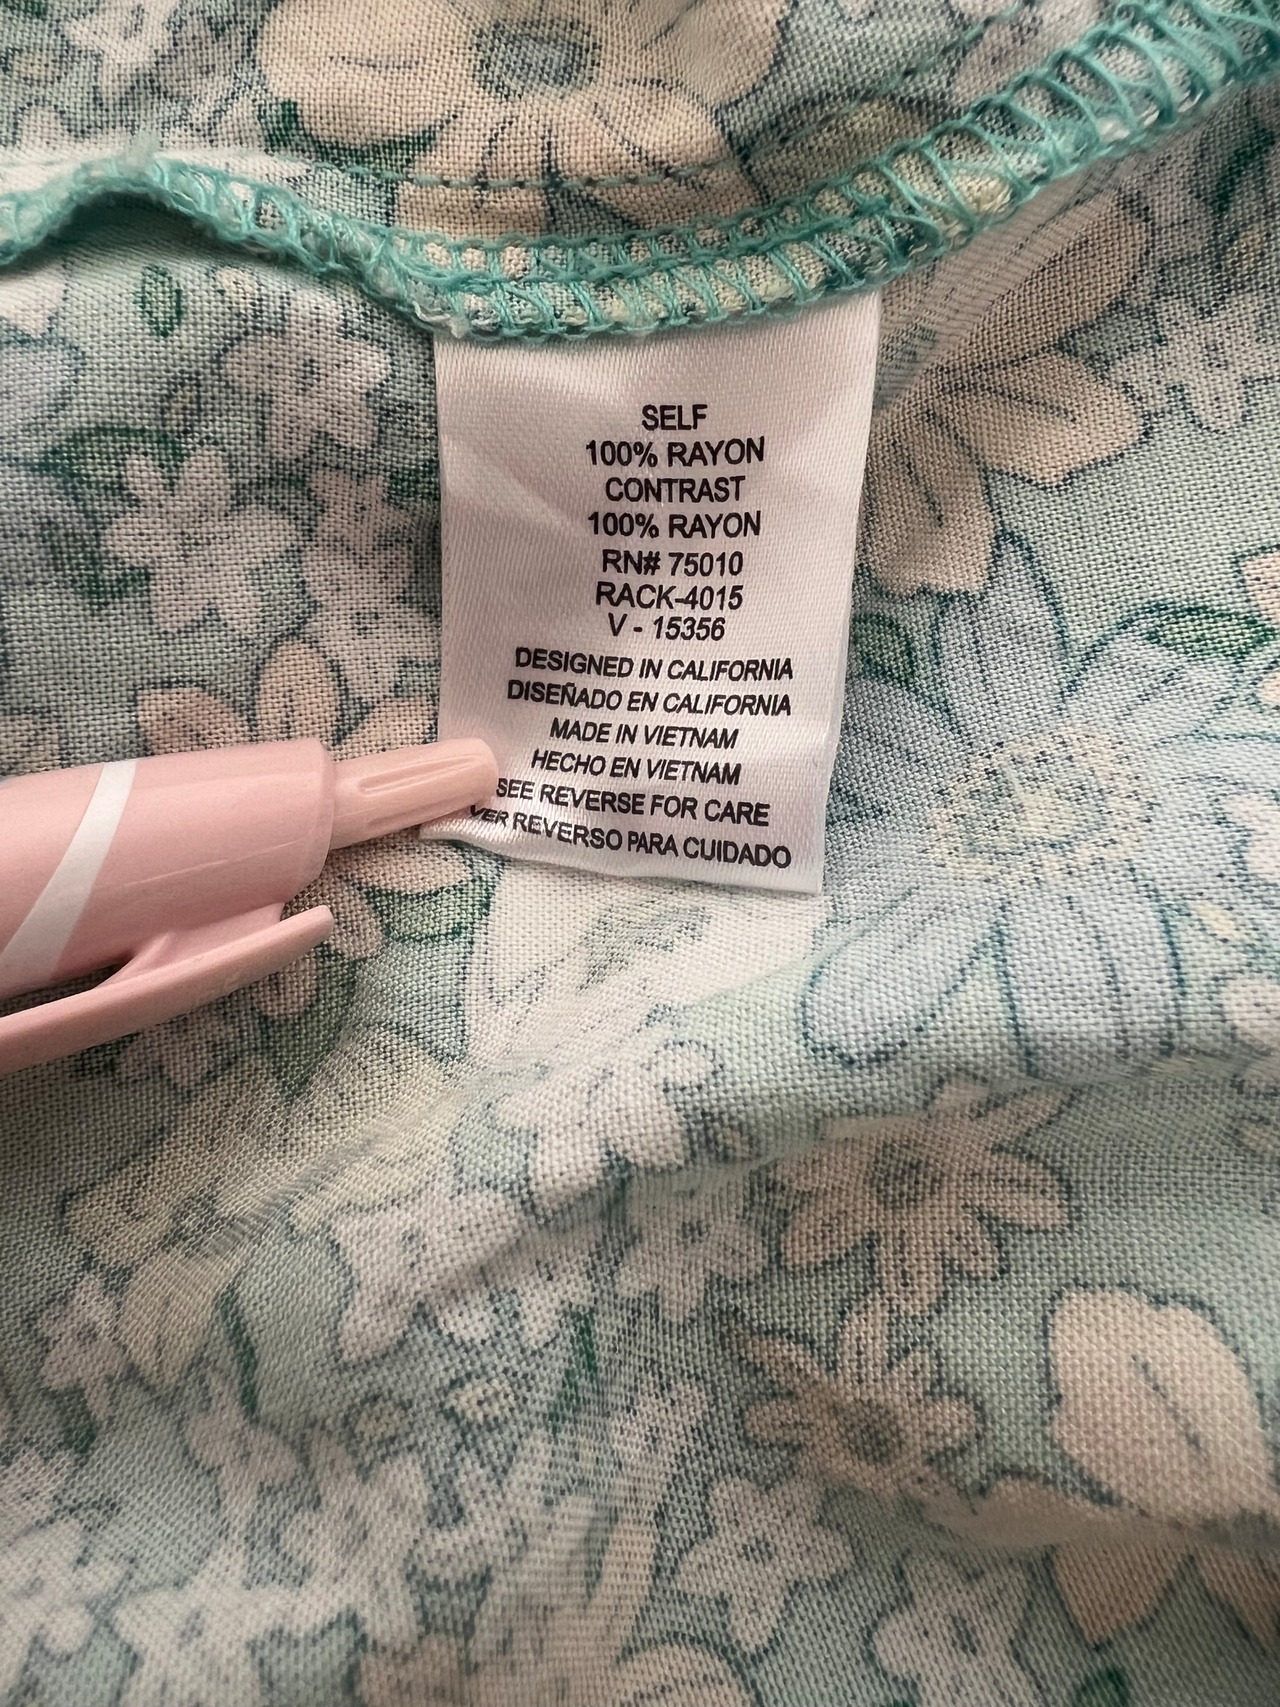 SELF
100% RAYON
CONTRAST
100% RAYON
RN# 75010
RACK-4015
V - 15356
DESIGNED IN CALIFORNIA
DISEÑADO EN CALIFORNIA
MADE IN VIETNAM
HECHO EN VIETNAM
SEE REVERSE FOR CARE
VER REVERSO PARA CUIDADO